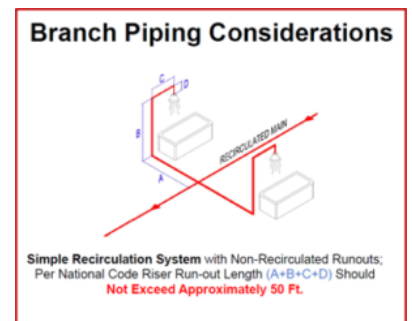 Branch Piping Considerations
C
D
B
A
RECIRCULATED MAIN
Simple Recirculation System with Non-Recirculated Runouts;
Per National Code Riser Run-out Length (A+B+C+D) Should
Not Exceed Approximately 50 Ft.